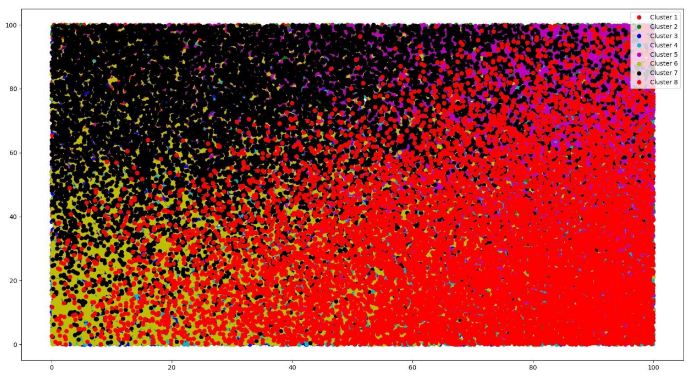 100
80
60
40
20
0
0 20 40 60 80 100
Cluster 1
Cluster 2
Cluster 3
Cluster 4
Cluster 5
Cluster 6
Cluster 7
Cluster 8